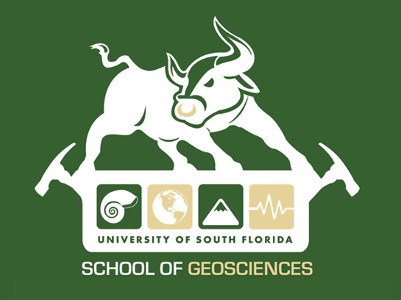 UNIVERSITY OF SOUTH FLORIDA
SCHOOL OF GEOSCIENCES